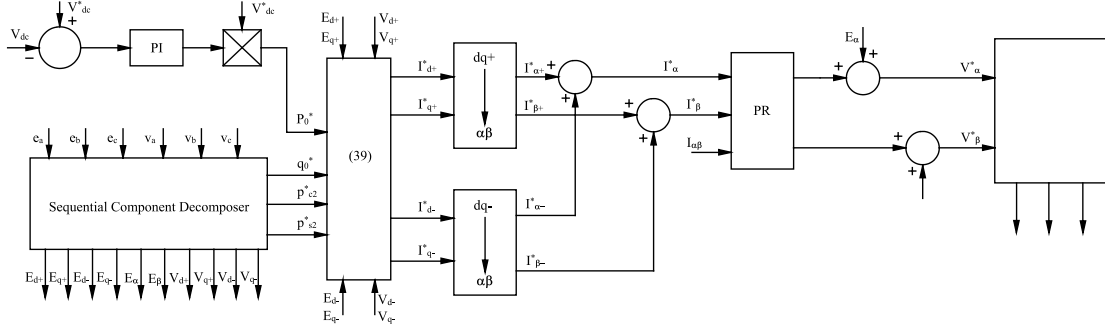 V*dc
V*dc
Vdc
+
−
PI
Ed+
Eq+
Vd+
Vq+
P0*
ea
eb
ec
va
vb
vc
Sequential Component Decomposer
q0*
p*c2
p*s2
Ed+
Eq+
Ed-
Eq-
Eα
Eβ
Vd+
Vq+
Vd-
Vq-
(39)
Ed-
Eq-
Vd-
Vq-
I*d+
I*q+
I*d-
I*q-
dq+
αβ
dq-
αβ
I*α+
I*β+
I*α−
I*β−
+
+
+
+
I*α
I*β
Iαβ
PR
Eα
+
+
+
+
V*α
V*β